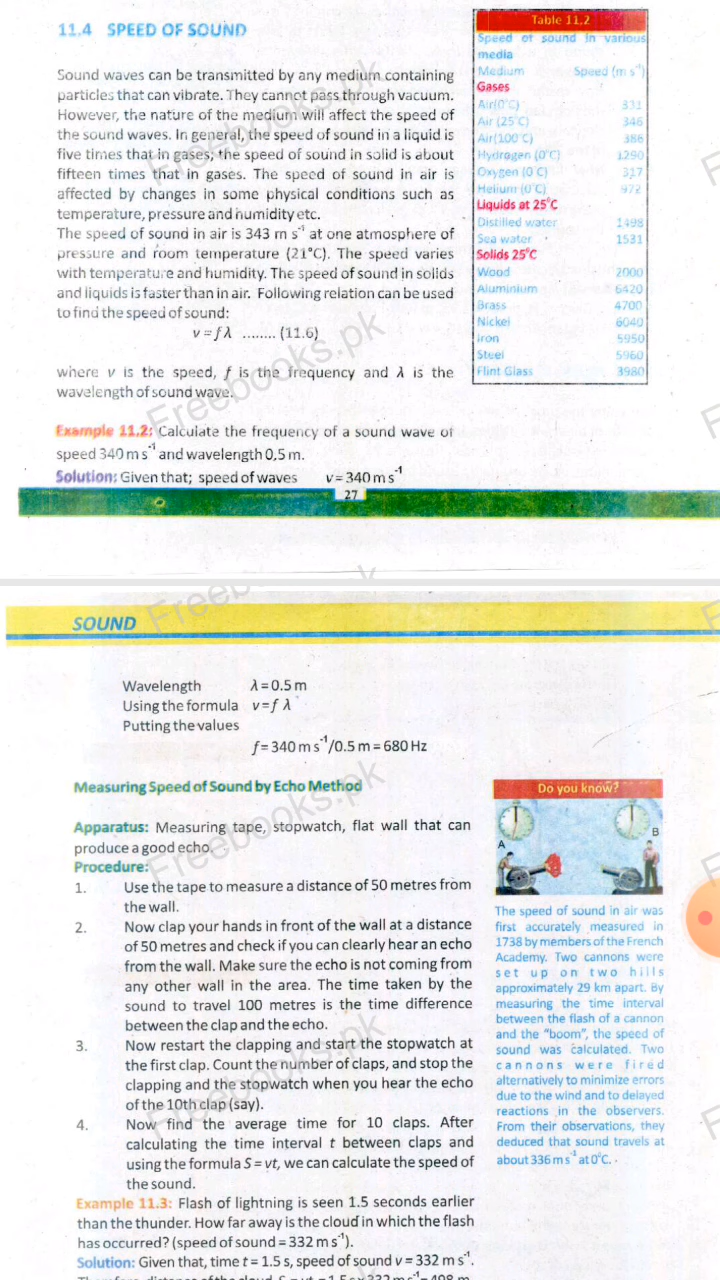 11.4 SPEED OF SOUND
Sound waves can be transmitted by any medium containing
particles that can vibrate. They cannot pass through vacuum.
However, the nature of the medium will affect the speed of
the sound waves. In general, the speed of sound in a liquid is
five times that in gases; the speed of sound in solid is about
fifteen times that in gases. The speed of sound in air is
affected by changes in some physical conditions such as
temperature, pressure and humidity etc.
The speed of sound in air is 343 m s⁻¹ at one atmosphere of
pressure and room temperature (21°C). The speed varies
with temperature and humidity. The speed of sound in solids
and liquids is faster than in air. Following relation can be used
to find the speed of sound:
v = fλ ........ (11.6)
where v is the speed, f is the frequency and λ is the
wavelength of sound wave.
Example 11.2: Calculate the frequency of a sound wave of
speed 340 m s⁻¹ and wavelength 0.5 m.
Solution: Given that; speed of waves v = 340 m s⁻¹
Table 11.2
Speed of sound in various
media
Medium Speed (m s⁻¹)
Gases
Air(0°C) 331
Air (25°C) 346
Air(100°C) 386
Hydrogen (0°C) 1290
Oxygen (0°C) 317
Helium (0°C) 972
Liquids at 25°C
Distilled water 1498
Sea water 1531
Solids 25°C
Wood 2000
Aluminium 6420
Brass 4700
Nickel 6040
Iron 5950
Steel 5960
Flint Glass 3980
27
SOUND
Wavelength λ = 0.5 m
Using the formula v = f λ
Putting the values
f = 340 m s⁻¹/0.5 m = 680 Hz
Measuring Speed of Sound by Echo Method
Apparatus: Measuring tape, stopwatch, flat wall that can
produce a good echo.
Procedure:
1. Use the tape to measure a distance of 50 metres from
the wall.
2. Now clap your hands in front of the wall at a distance
of 50 metres and check if you can clearly hear an echo
from the wall. Make sure the echo is not coming from
any other wall in the area. The time taken by the
sound to travel 100 metres is the time difference
between the clap and the echo.
3. Now restart the clapping and start the stopwatch at
the first clap. Count the number of claps, and stop the
clapping and the stopwatch when you hear the echo
of the 10th clap (say).
4. Now find the average time for 10 claps. After
calculating the time interval t between claps and
using the formula S = vt, we can calculate the speed of
the sound.
Example 11.3: Flash of lightning is seen 1.5 seconds earlier
than the thunder. How far away is the cloud in which the flash
has occurred? (speed of sound = 332 m s⁻¹).
Solution: Given that, time t = 1.5 s, speed of sound v = 332 m s⁻¹.
Do you know?
A
B
The speed of sound in air was
first accurately measured in
1738 by members of the French
Academy. Two cannons were
set up on two hills
approximately 29 km apart. By
measuring the time interval
between the flash of a cannon
and the "boom", the speed of
sound was calculated. Two
cannons were fired
alternatively to minimize errors
due to the wind and to delayed
reactions in the observers.
From their observations, they
deduced that sound travels at
about 336 m s⁻¹ at 0°C.
Freebooks.pk
Freebooks.pk
Freebooks.pk
Freebooks.pk